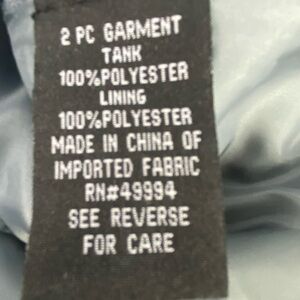 2 PC GARMENT
TANK
100%POLYESTER
LINING
100%POLYESTER
MADE IN CHINA OF
IMPORTED FABRIC
RN#49994
SEE REVERSE
FOR CARE